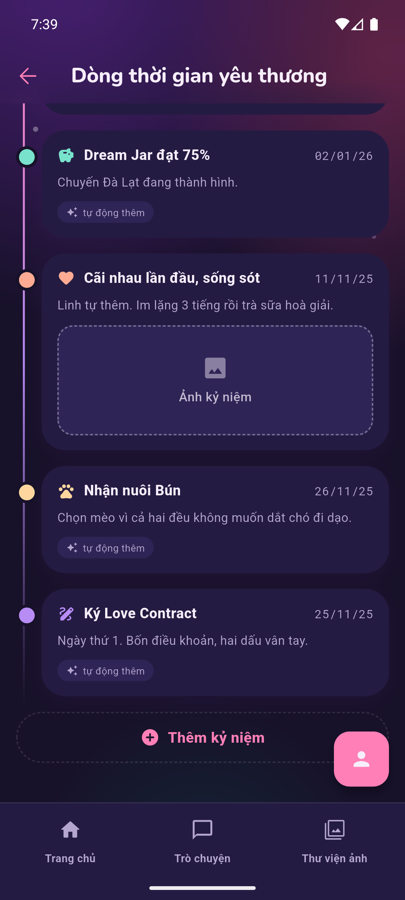 7:39
Dòng thời gian yêu thương
Dream Jar đạt 75%
02/01/26
Chuyến Đà Lạt đang thành hình.
tự động thêm
Cãi nhau lần đầu, sống sót
11/11/25
Linh tự thêm. Im lặng 3 tiếng rồi trà sữa hoà giải.
Ảnh kỷ niệm
Nhận nuôi Bún
26/11/25
Chọn mèo vì cả hai đều không muốn dắt chó đi dạo.
tự động thêm
Ký Love Contract
25/11/25
Ngày thứ 1. Bốn điều khoản, hai dấu vân tay.
tự động thêm
Thêm kỷ niệm
Trang chủ
Trò chuyện
Thư viện ảnh